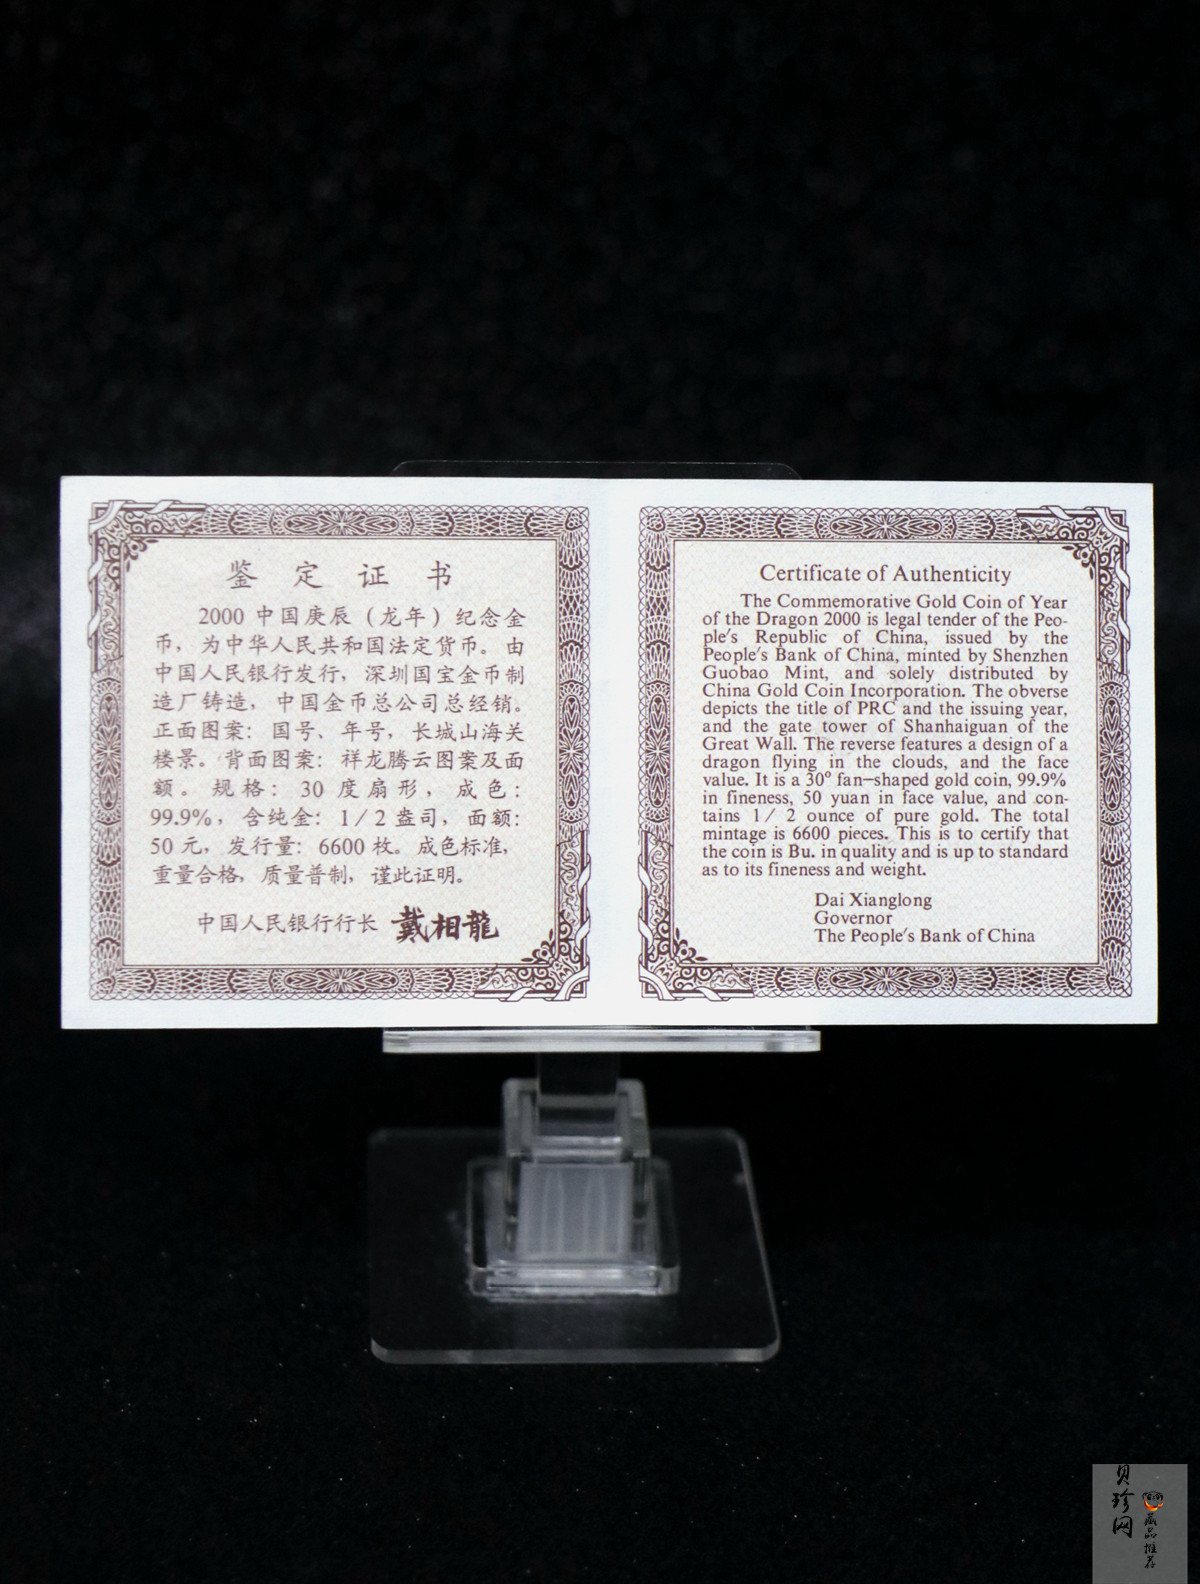 鉴定证书
2000 中国庚辰（龙年）纪念金
币，为中华人民共和国法定货币。由
中国人民银行发行，深圳国宝金币制
造厂铸造，中国金币总公司总经销。
正面图案：国号、年号，长城山海关
楼景。背面图案：祥龙腾云图案及面
额。规格：30 度扇形，成色：
99.9%，含纯金：1/2 盎司，面额：
50 元，发行量：6600 枚。成色标准，
重量合格，质量普制，谨此证明。
中国人民银行行长 戴相龍
Certificate of Authenticity
The Commemorative Gold Coin of Year
of the Dragon 2000 is legal tender of the Peo-
ple's Republic of China, issued by the
People's Bank of China, minted by Shenzhen
Guobao Mint, and solely distributed by
China Gold Coin Incorporation. The obverse
depicts the title of PRC and the issuing year,
and the gate tower of Shanhaiguan of the
Great Wall. The reverse features a design of a
dragon flying in the clouds, and the face
value. It is a 30° fan-shaped gold coin, 99.9%
in fineness, 50 yuan in face value, and con-
tains 1/2 ounce of pure gold. The total
mintage is 6600 pieces. This is to certify that
the coin is Bu. in quality and is up to standard
as to its fineness and weight.
Dai Xianglong
Governor
The People's Bank of China
贝珍网
藏品推荐